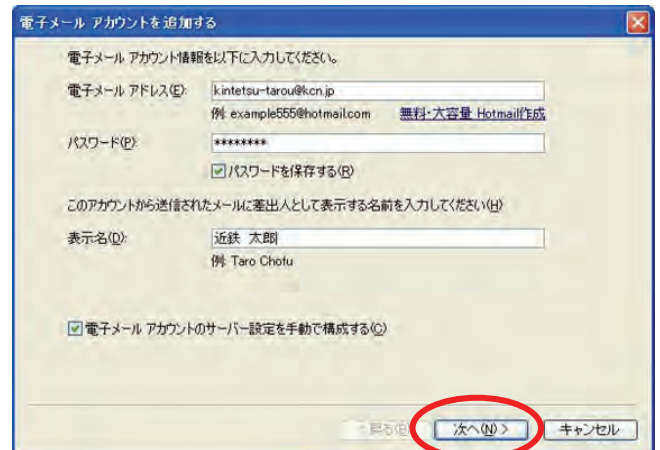 電子メール アカウントを追加する
電子メール アカウント情報を以下に入力してください。
電子メール アドレス(E): kintetsu-tarou@kcn.jp
例: example555@hotmail.com 無料・大容量 Hotmail作成
パスワード(P): ********
パスワードを保存する(R)
このアカウントから送信されたメールに差出人として表示する名前を入力してください(H)
表示名(D): 近鉄 太郎
例: Taro Chofu
電子メール アカウントのサーバー設定を手動で構成する(C)
戻る(B) 次へ(N) > キャンセル